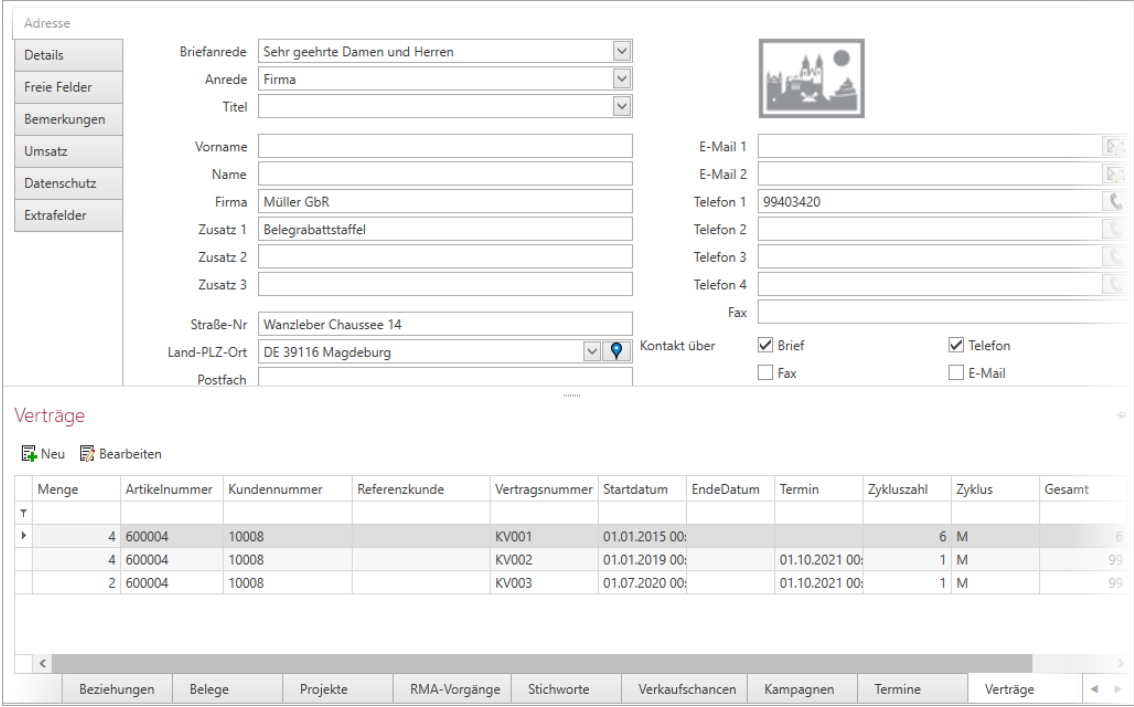 Adresse
Details
Freie Felder
Bemerkungen
Umsatz
Datenschutz
Extrafelder
Briefanrede Sehr geehrte Damen und Herren
Anrede Firma
Titel
Vorname
Name
Firma Müller GbR
Zusatz 1 Belegrabattstaffel
Zusatz 2
Zusatz 3
Straße-Nr Wanzleber Chaussee 14
Land-PLZ-Ort DE 39116 Magdeburg
Postfach
E-Mail 1
E-Mail 2
Telefon 1 99403420
Telefon 2
Telefon 3
Telefon 4
Fax
Kontakt über Brief Telefon
Fax E-Mail
Verträge
Neu Bearbeiten
Menge Artikelnummer Kundennummer Referenzkunde Vertragsnummer Startdatum EndeDatum Termin Zykluszahl Zyklus Gesamt
4 600004 10008 KV001 01.01.2015 00: 6 M 6
4 600004 10008 KV002 01.01.2019 00: 01.10.2021 00: 1 M 99
2 600004 10008 KV003 01.07.2020 00: 01.10.2021 00: 1 M 99
Beziehungen Belege Projekte RMA-Vorgänge Stichworte Verkaufschancen Kampagnen Termine Verträge